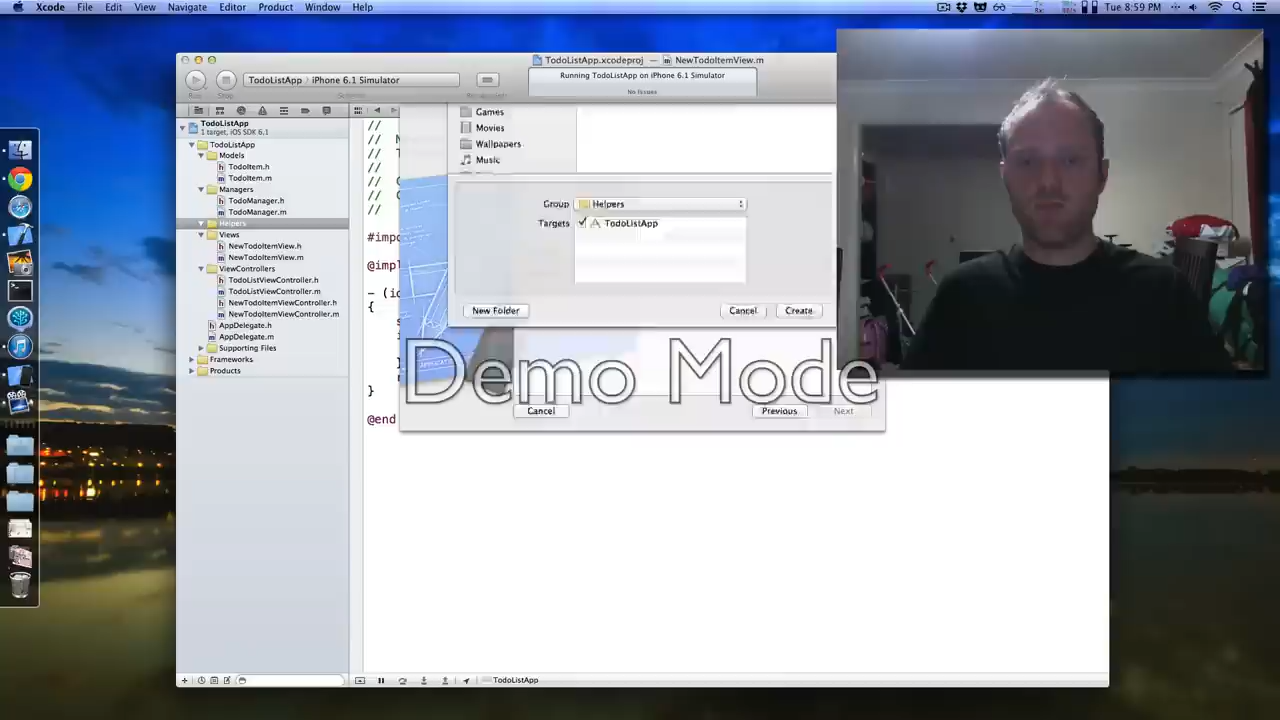 Xcode File Edit View Navigate Editor Product Window Help
Tue 8:59 PM
TodoListApp.xcodeproj — NewTodoItemView.m
TodoListApp iPhone 6.1 Simulator
Running TodoListApp on iPhone 6.1 Simulator
No Issues
Run Stop
TodoListApp
1 target, iOS SDK 6.1
TodoListApp
Models
TodoItem.h
TodoItem.m
Managers
TodoManager.h
TodoManager.m
Helpers
Views
NewTodoItemView.h
NewTodoItemView.m
ViewControllers
TodoListViewController.h
TodoListViewController.m
NewTodoItemViewController.h
NewTodoItemViewController.m
AppDelegate.h
AppDelegate.m
Supporting Files
Frameworks
Products
//
//
//
//
//
//
#impo
@impl
- (i
{
}
@end
Games
Movies
Wallpapers
Music
Group Helpers
Targets TodoListApp
New Folder Cancel Create
Demo Mode
Cancel Previous Next
TodoListApp